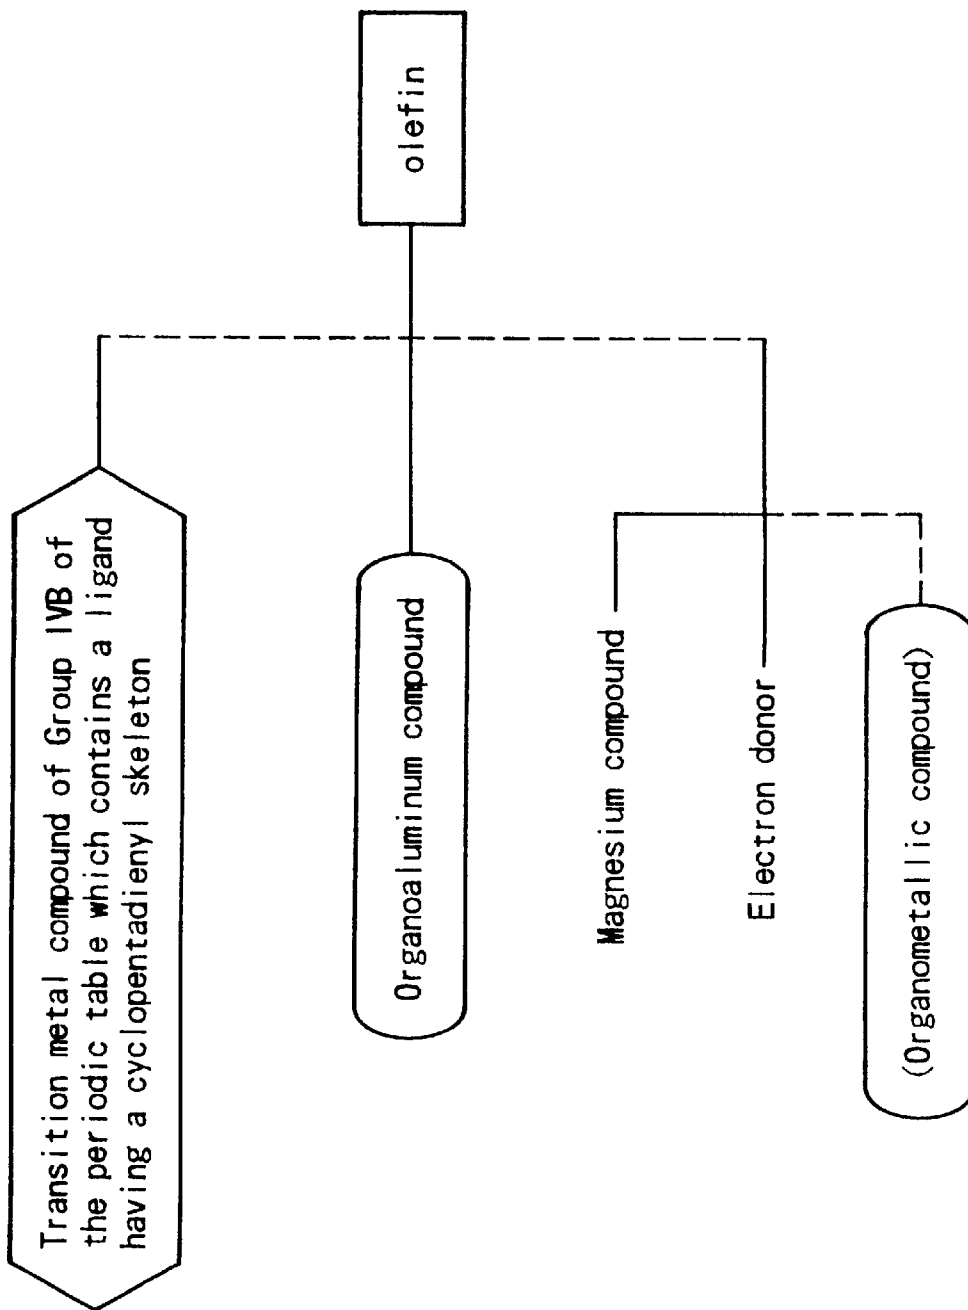 Transition metal compound of Group IVB of
the periodic table which contains a ligand
having a cyclopentadienyl skeleton
olefin
Organoaluminum compound
Magnesium compound
Electron donor
(Organometallic compound)